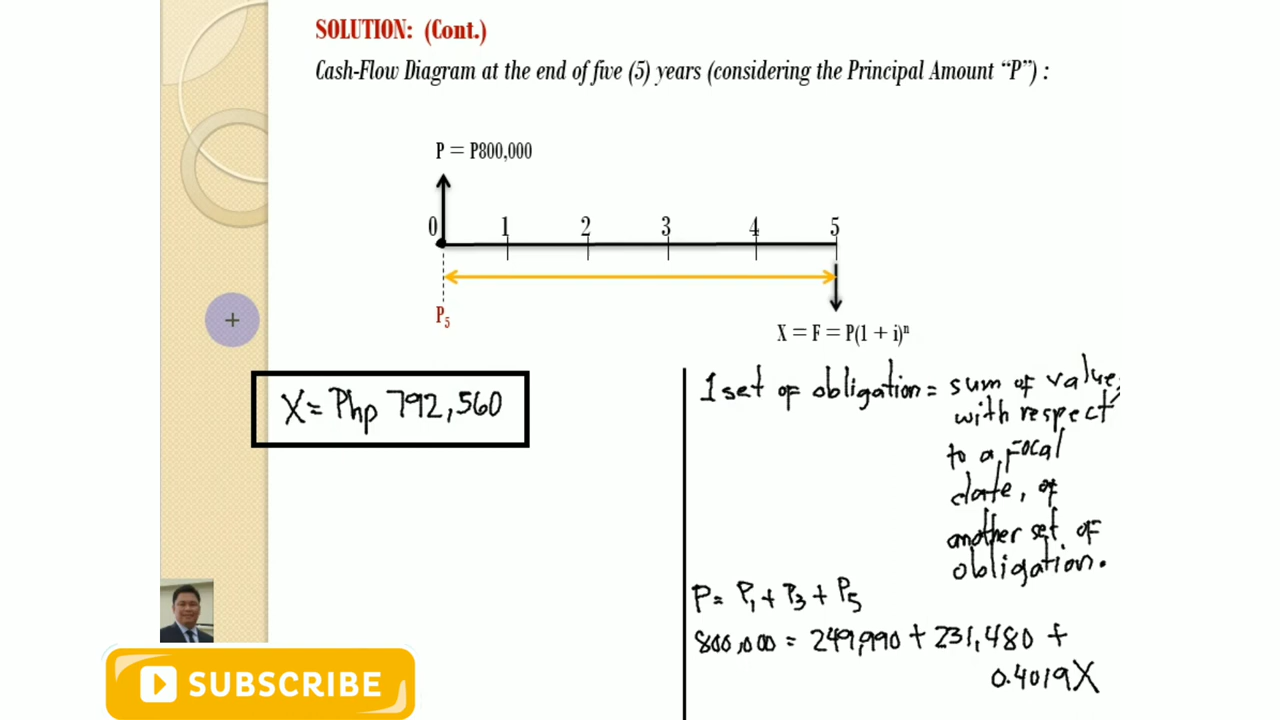 SOLUTION: (Cont.)
Cash-Flow Diagram at the end of five (5) years (considering the Principal Amount “P”) :
P = P800,000
0 1 2 3 4 5
P₅
X = F = P(1 + i)ⁿ
X = Php 792,560
1 set of obligation = sum of value,
with respect
to a focal
date, of
another set of
obligation.
P = P₁ + P₃ + P₅
800,000 = 249,990 + 231,480 +
0.4019X
SUBSCRIBE